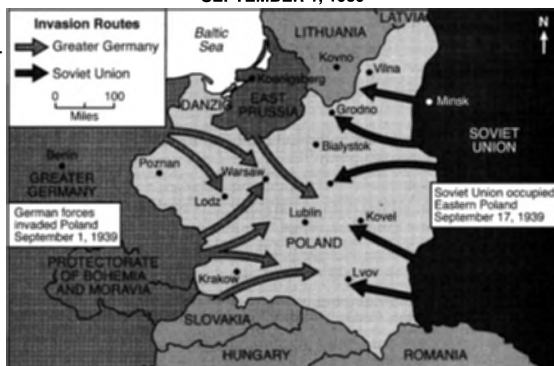 SEPTEMBER 1, 1939
Invasion Routes
Greater Germany
Soviet Union
0 100
Miles
Baltic
Sea
LATVIA
LITHUANIA
N
Kovno
Vilna
Koenigsberg
DANZIG
EAST
PRUSSIA
Grodno
Minsk
SOVIET
UNION
Berlin
GREATER
GERMANY
Poznan
Bialystok
Warsaw
Lodz
German forces
invaded Poland
September 1, 1939
Soviet Union occupied
Eastern Poland
September 17, 1939
Lublin
Kovel
POLAND
PROTECTORATE
OF BOHEMIA
AND MORAVIA
Krakow
Lvov
SLOVAKIA
HUNGARY
ROMANIA